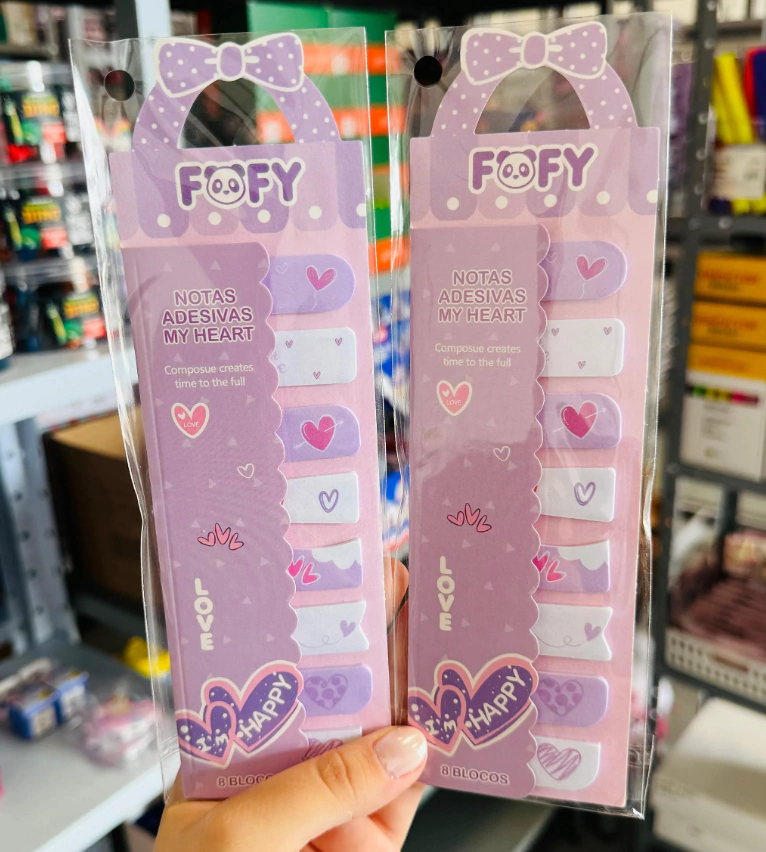 FOFY
NOTAS
ADESIVAS
MY HEART
Composue creates
time to the full
LOVE
LOVE
I'm HAPPY
8 BLOCOS
FOFY
NOTAS
ADESIVAS
MY HEART
Composue creates
time to the full
LOVE
LOVE
I'm HAPPY
8 BLOCOS